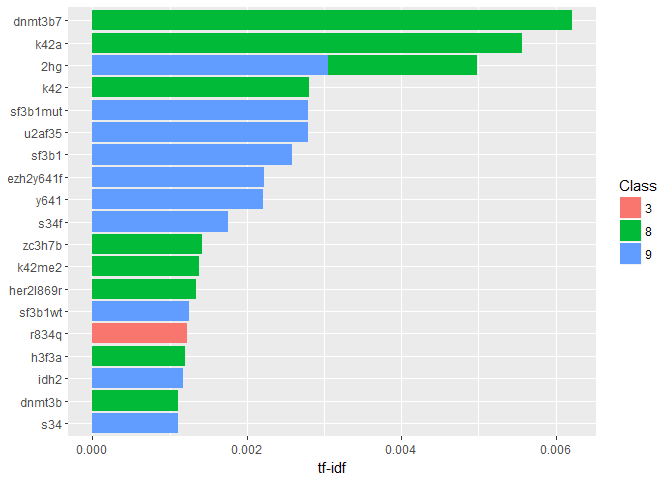 dnmt3b7
k42a
2hg
k42
sf3b1mut
u2af35
sf3b1
ezh2y641f
y641
s34f
zc3h7b
k42me2
her2l869r
sf3b1wt
r834q
h3f3a
idh2
dnmt3b
s34
0.000 0.002 0.004 0.006
tf-idf
Class
3
8
9